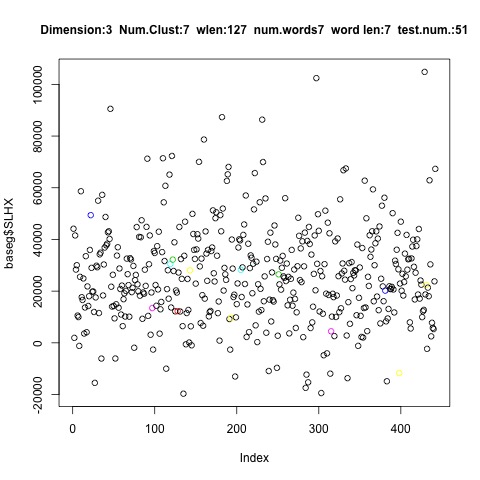 Dimension:3 Num.Clust:7 wlen:127 num.words7 word len:7 test.num.:51
100000
80000
60000
40000
20000
0
-20000
baseg$SLHX
0 100 200 300 400
Index